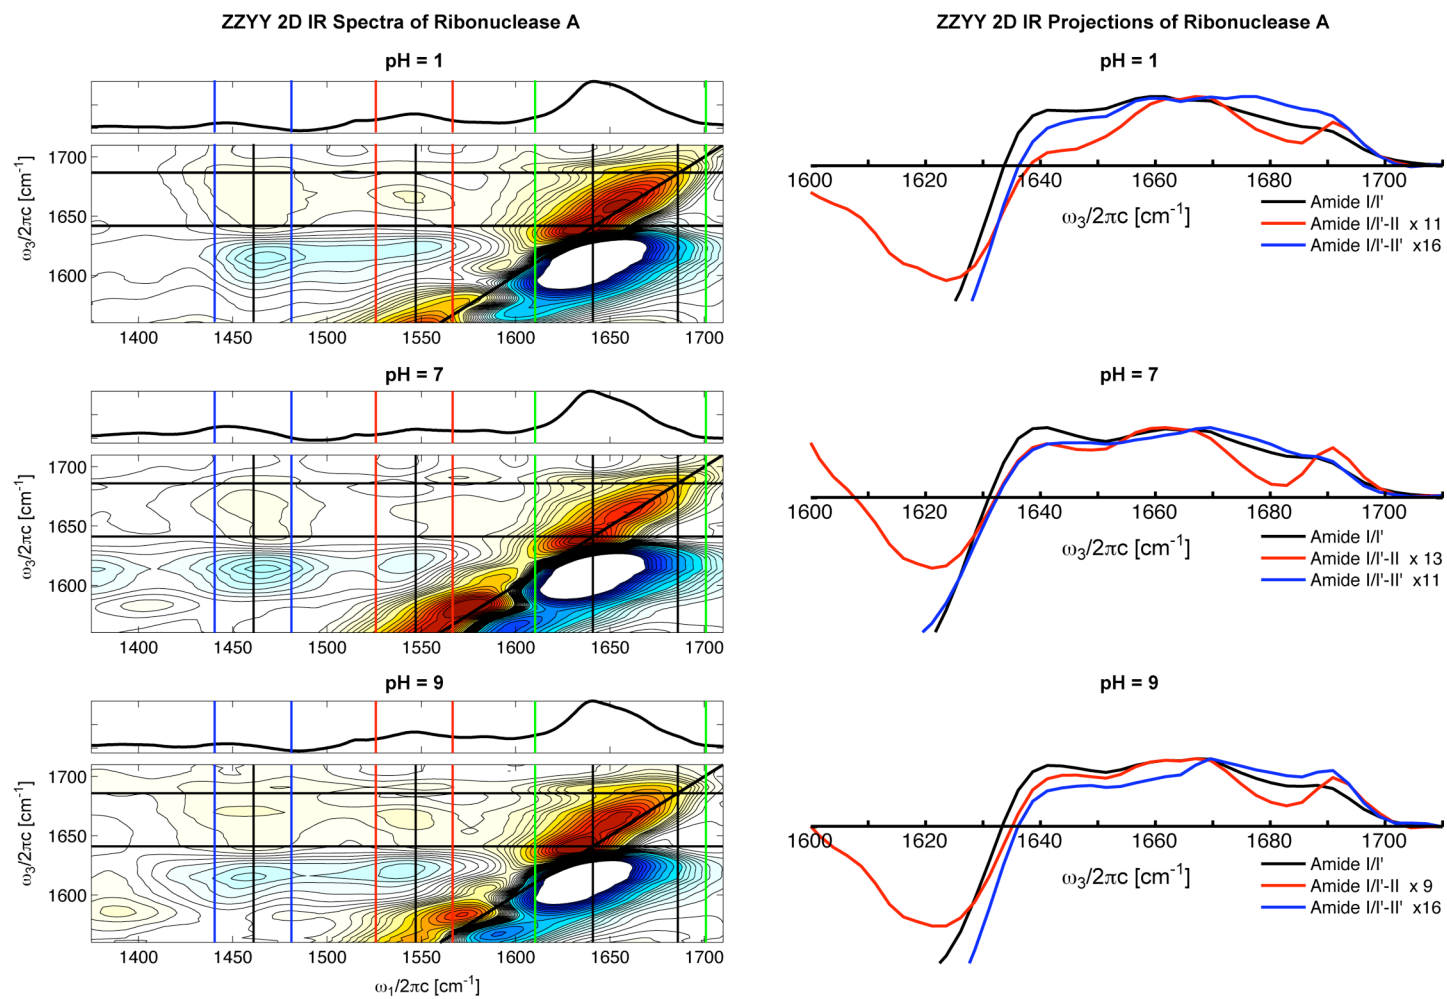 ZZYY 2D IR Spectra of Ribonuclease A
pH = 1
1700
1650
1600
ω3/2πc [cm-1]
1400 1450 1500 1550 1600 1650 1700
pH = 7
1700
1650
1600
ω3/2πc [cm-1]
1400 1450 1500 1550 1600 1650 1700
pH = 9
1700
1650
1600
ω3/2πc [cm-1]
1400 1450 1500 1550 1600 1650 1700
ω1/2πc [cm-1]
ZZYY 2D IR Projections of Ribonuclease A
pH = 1
1600 1620 1640 1660 1680 1700
ω3/2πc [cm-1]
Amide I/I'
Amide I/I'-II x 11
Amide I/I'-II' x16
pH = 7
1600 1620 1640 1660 1680 1700
ω3/2πc [cm-1]
Amide I/I'
Amide I/I'-II x 13
Amide I/I'-II' x11
pH = 9
1600 1620 1640 1660 1680 1700
ω3/2πc [cm-1]
Amide I/I'
Amide I/I'-II x 9
Amide I/I'-II' x16